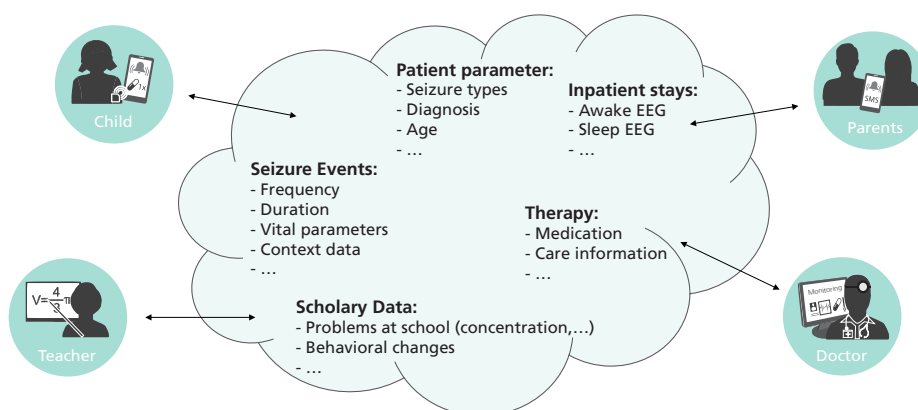 Patient parameter:
- Seizure types
- Diagnosis
- Age
- ...
Inpatient stays:
- Awake EEG
- Sleep EEG
- ...
1x
Child
SMS
Parents
Seizure Events:
- Frequency
- Duration
- Vital parameters
- Context data
- ...
Therapy:
- Medication
- Care information
- ...
V=4/3π
Teacher
Monitoring
Doctor
Scholary Data:
- Problems at school (concentration,...)
- Behavioral changes
- ...